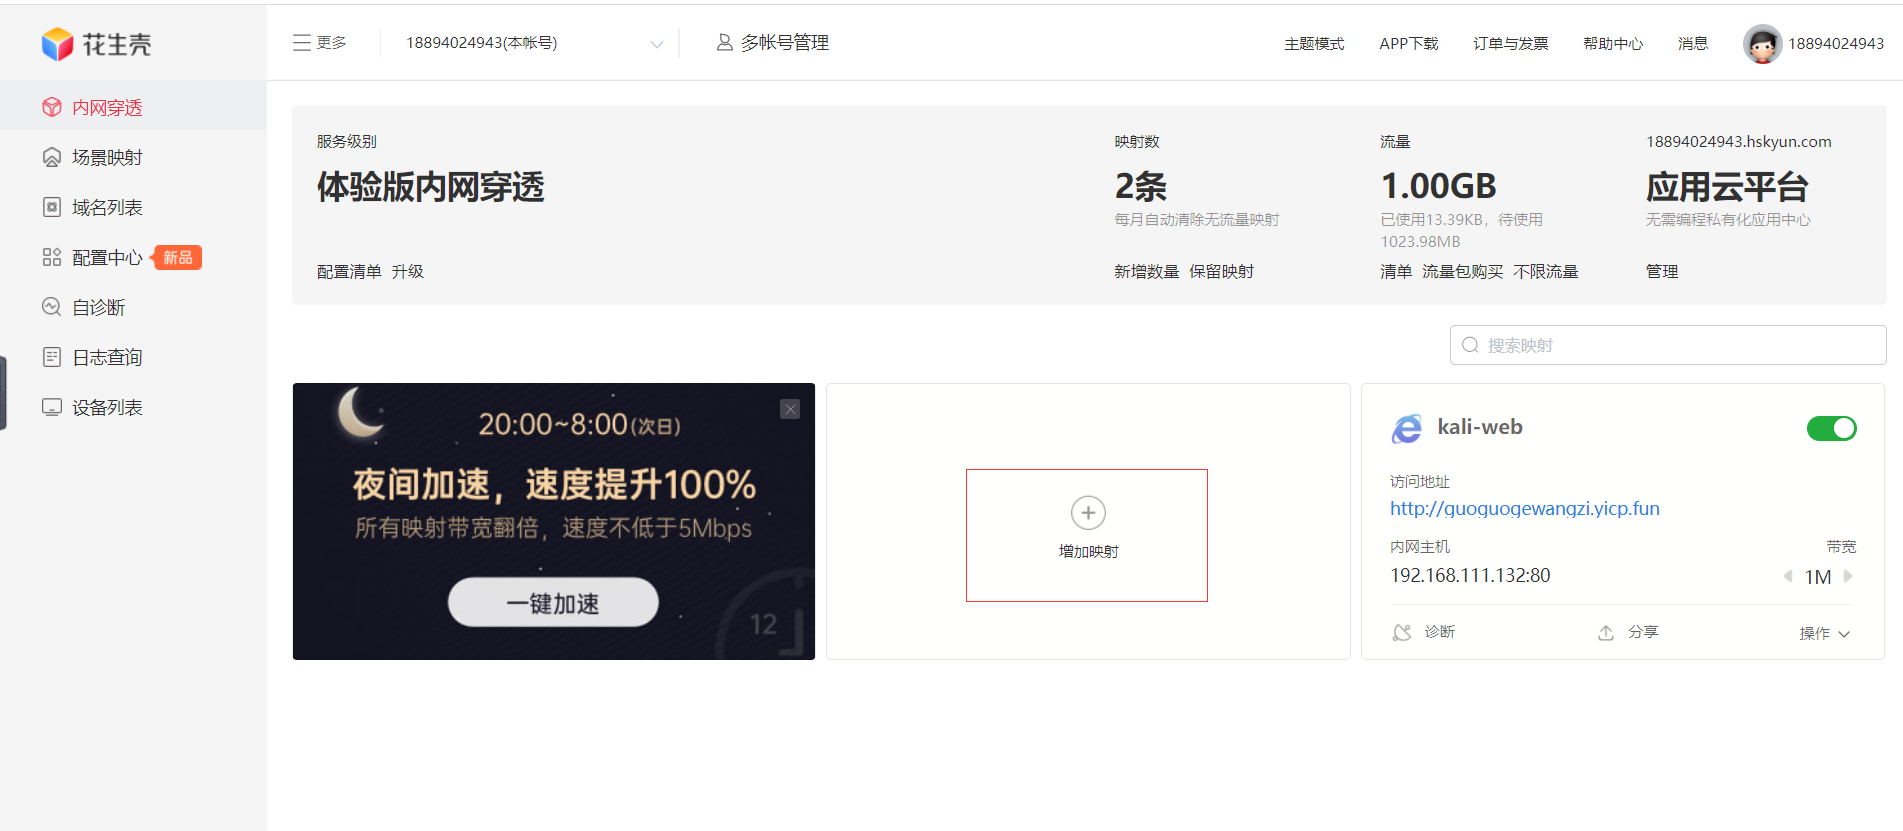 花生壳
更多
18894024943(本帐号)
多帐号管理
主题模式
APP下载
订单与发票
帮助中心
消息
18894024943
内网穿透
场景映射
域名列表
配置中心
新品
自诊断
日志查询
设备列表
服务级别
体验版内网穿透
配置清单 升级
映射数
2条
每月自动清除无流量映射
新增数量 保留映射
流量
1.00GB
已使用13.39KB，待使用
1023.98MB
清单 流量包购买 不限流量
18894024943.hskyun.com
应用云平台
无需编程私有化应用中心
管理
搜索映射
20:00~8:00(次日)
夜间加速，速度提升100%
所有映射带宽翻倍，速度不低于5Mbps
一键加速
12
增加映射
kali-web
访问地址
http://guoguogewangzi.yicp.fun
内网主机
带宽
192.168.111.132:80
1M
诊断
分享
操作